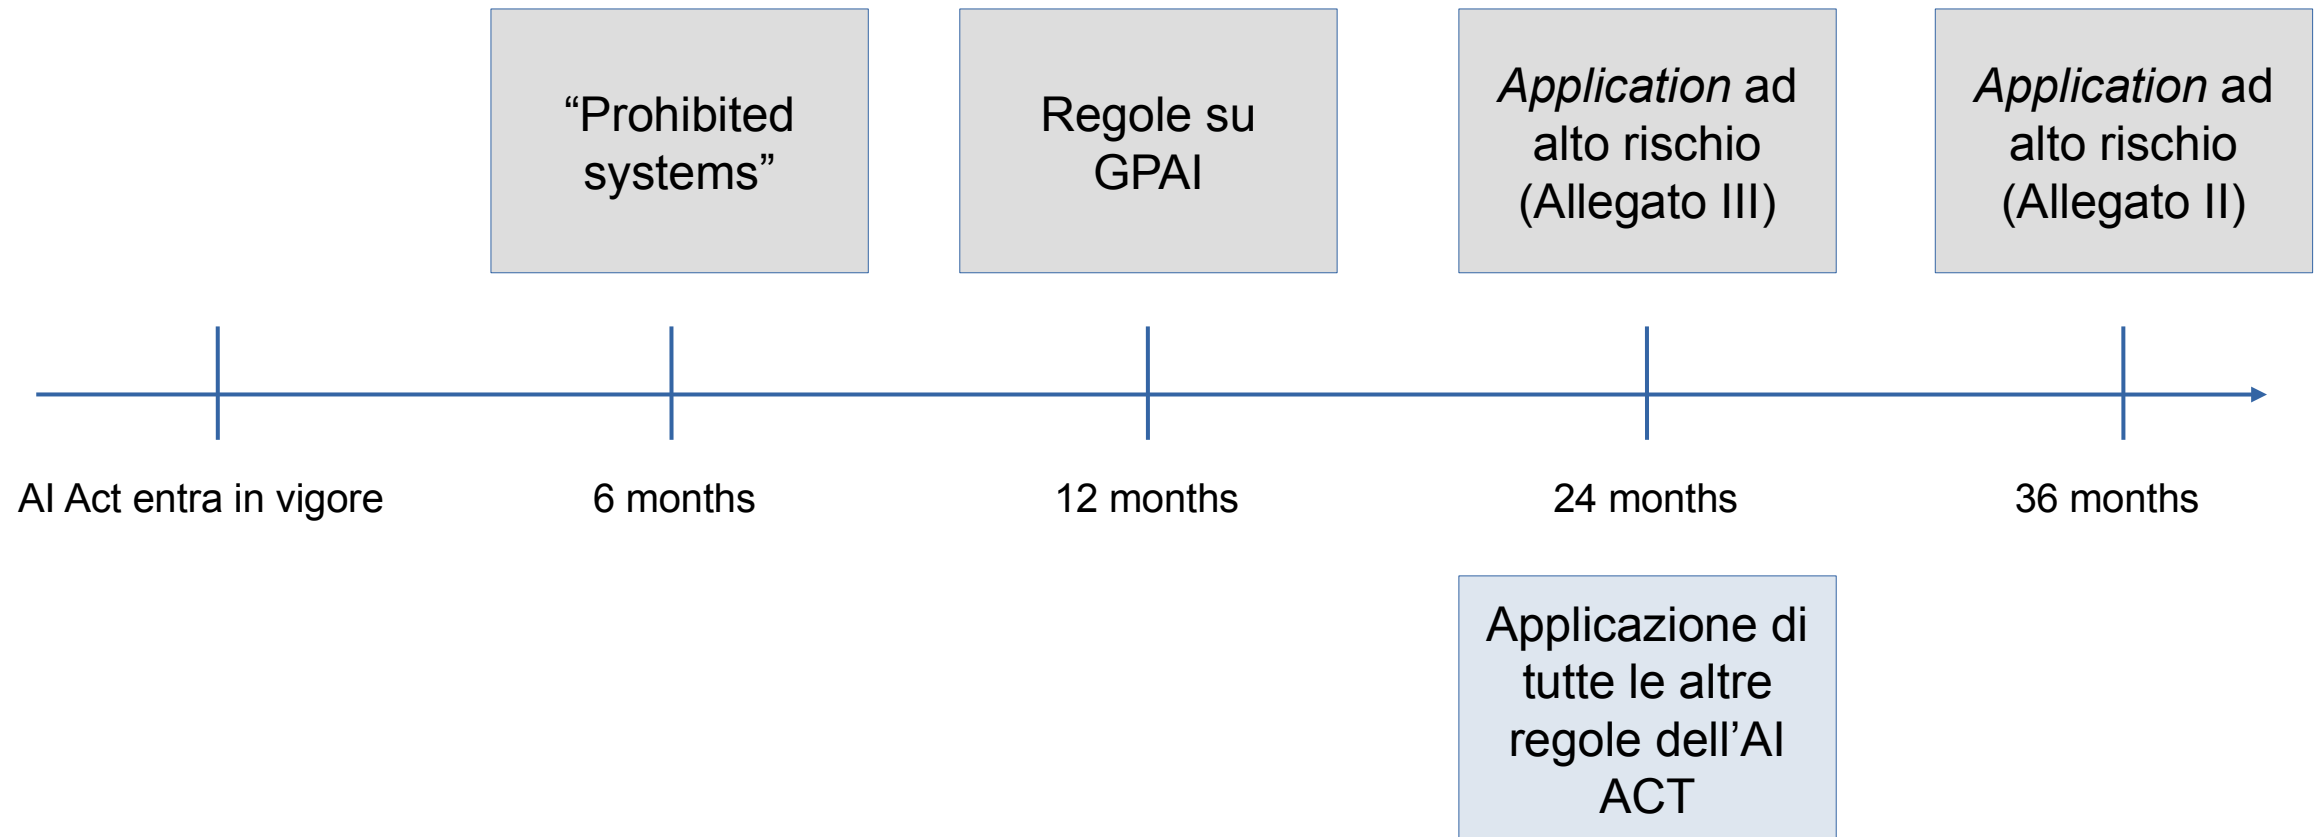 “Prohibited
systems”
Regole su
GPAI
Application ad
alto rischio
(Allegato III)
Application ad
alto rischio
(Allegato II)
AI Act entra in vigore
6 months
12 months
24 months
36 months
Applicazione di
tutte le altre
regole dell’AI
ACT